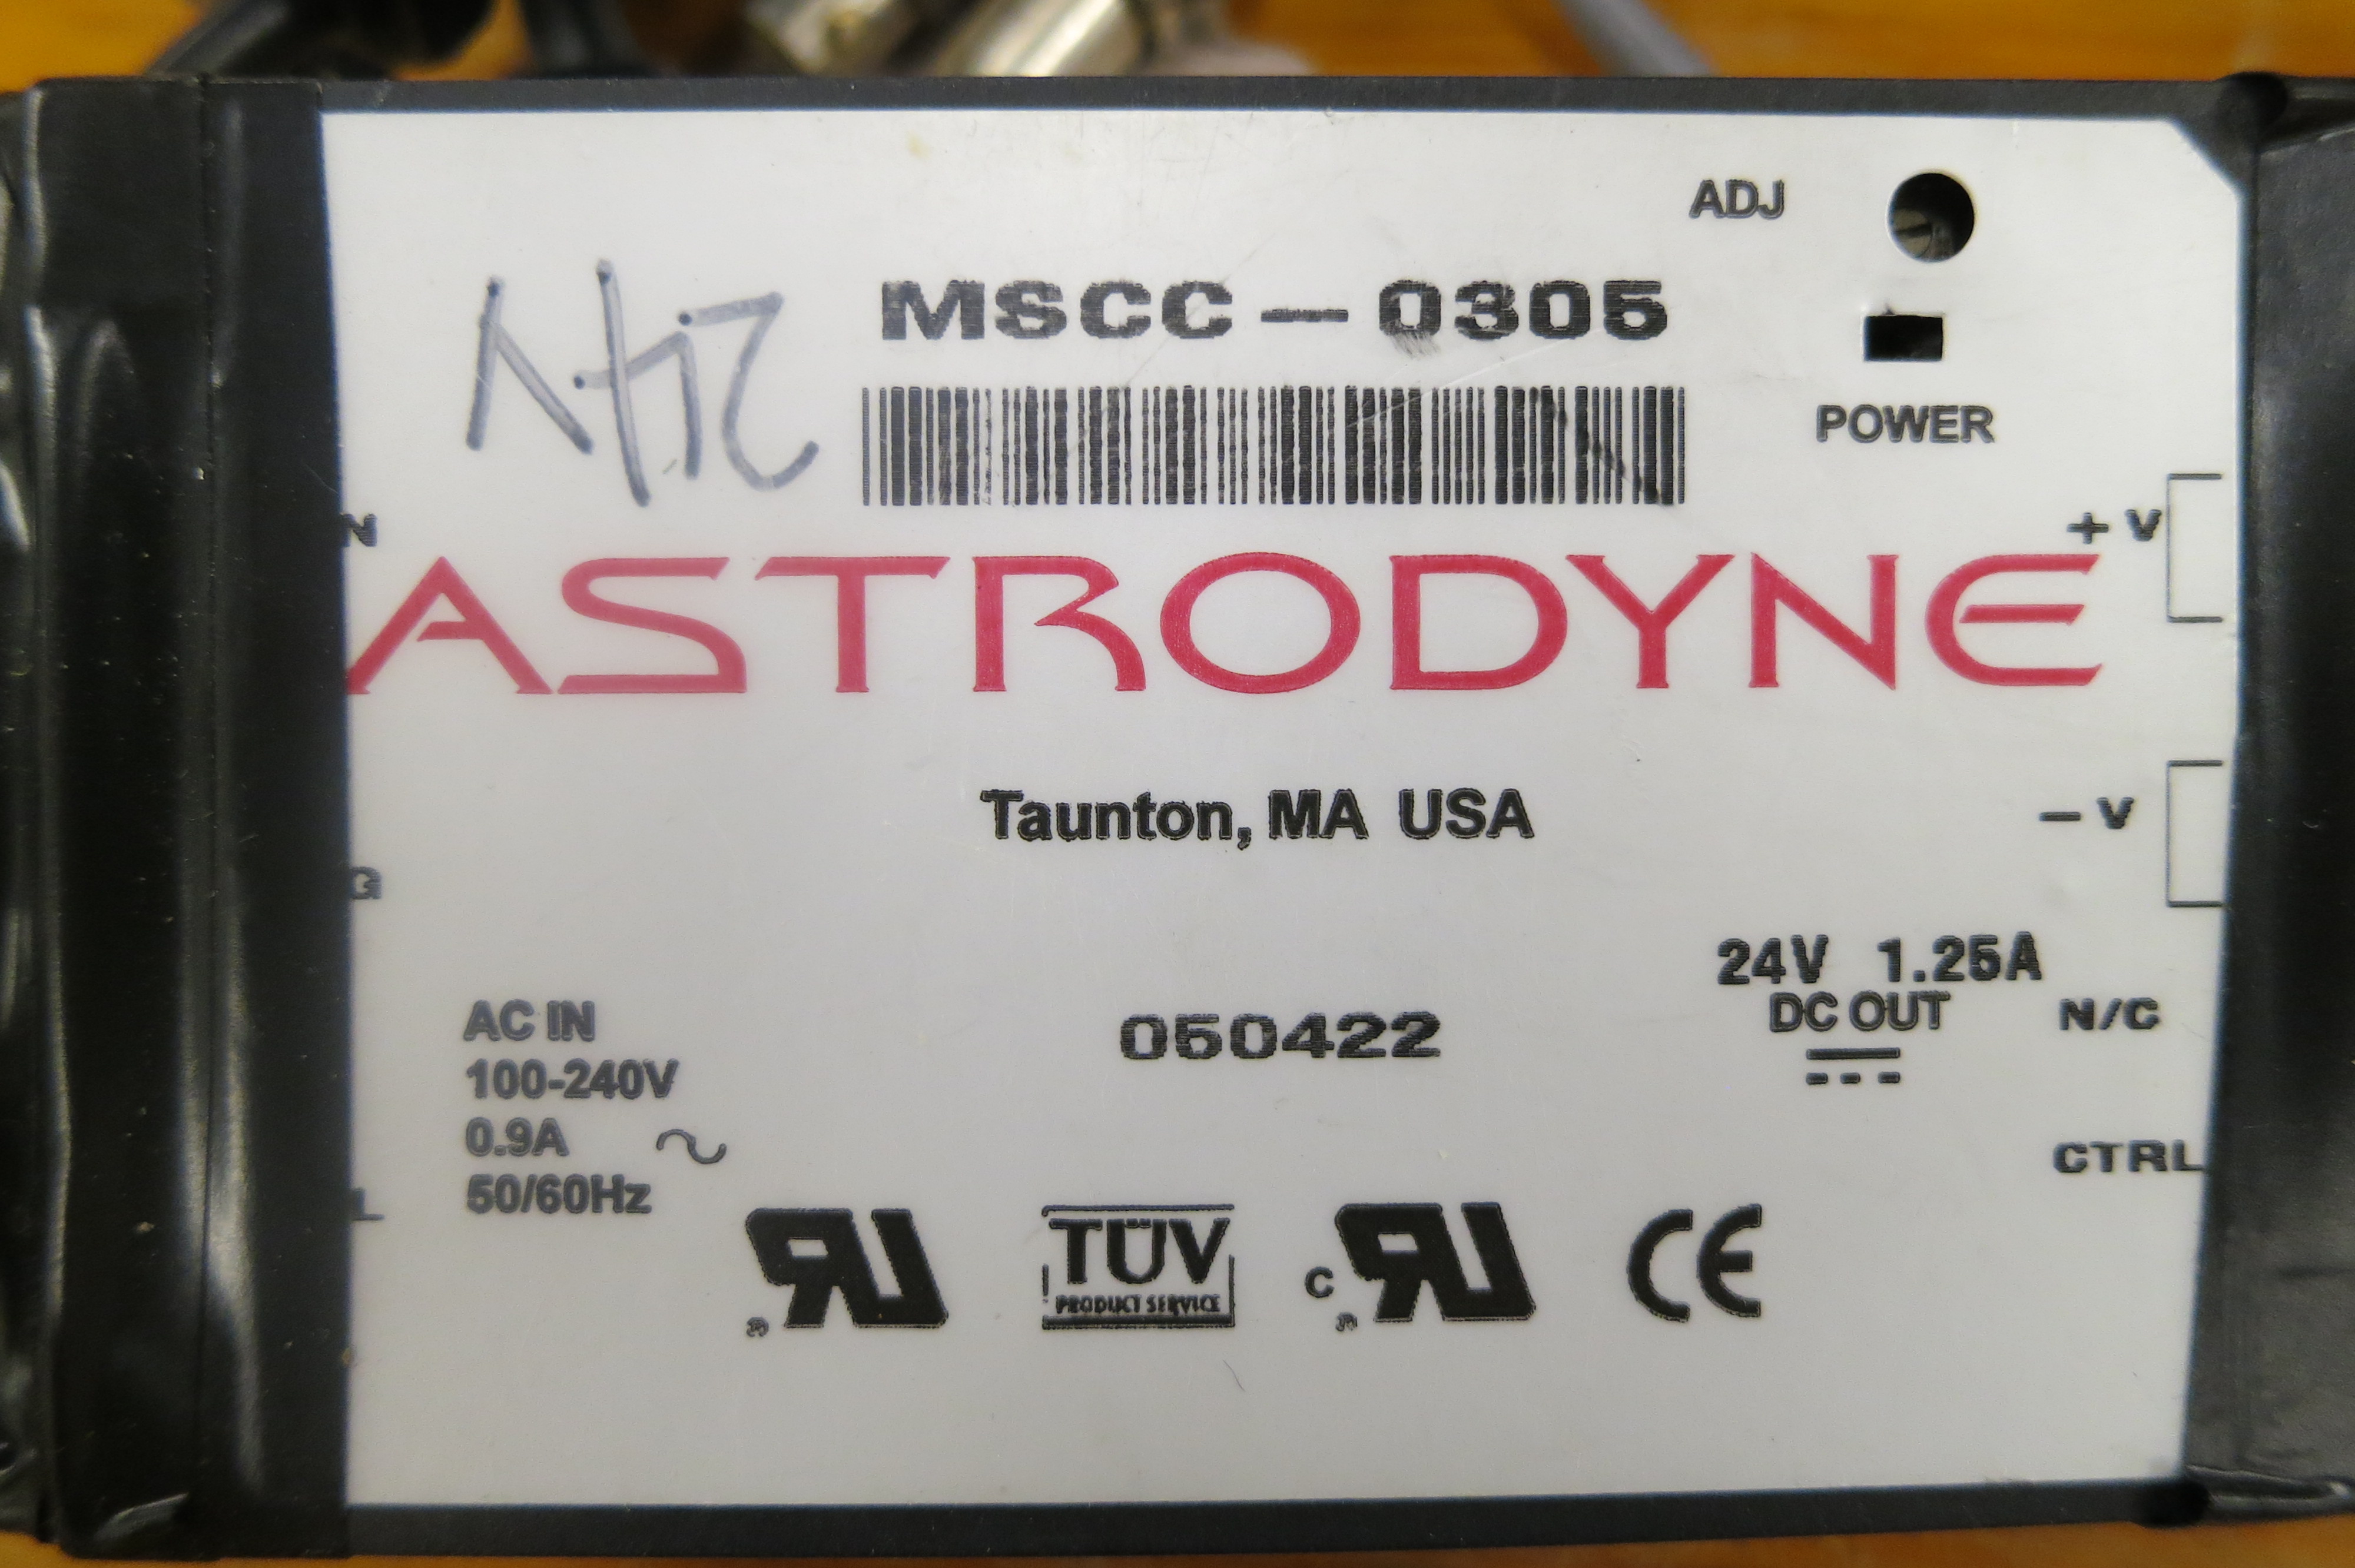 ADJ
MSCC-0305
24V
POWER
N
+V
ASTRODYNE
Taunton, MA USA
-V
G
24V 1.25A
DC OUT
N/C
AC IN
100-240V
0.9A
50/60Hz
050422
CTRL
L
TÜV
PRODUCT SERVICE
c
CE